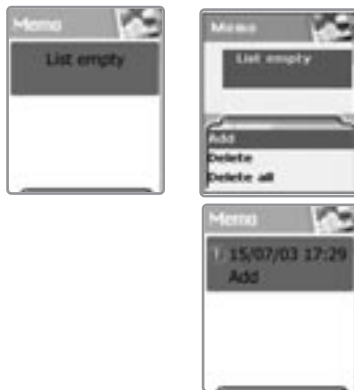 Memo
List empty
Memo
List empty
Add
Delete
Delete all
Memo
1 15/07/03 17:29
Add